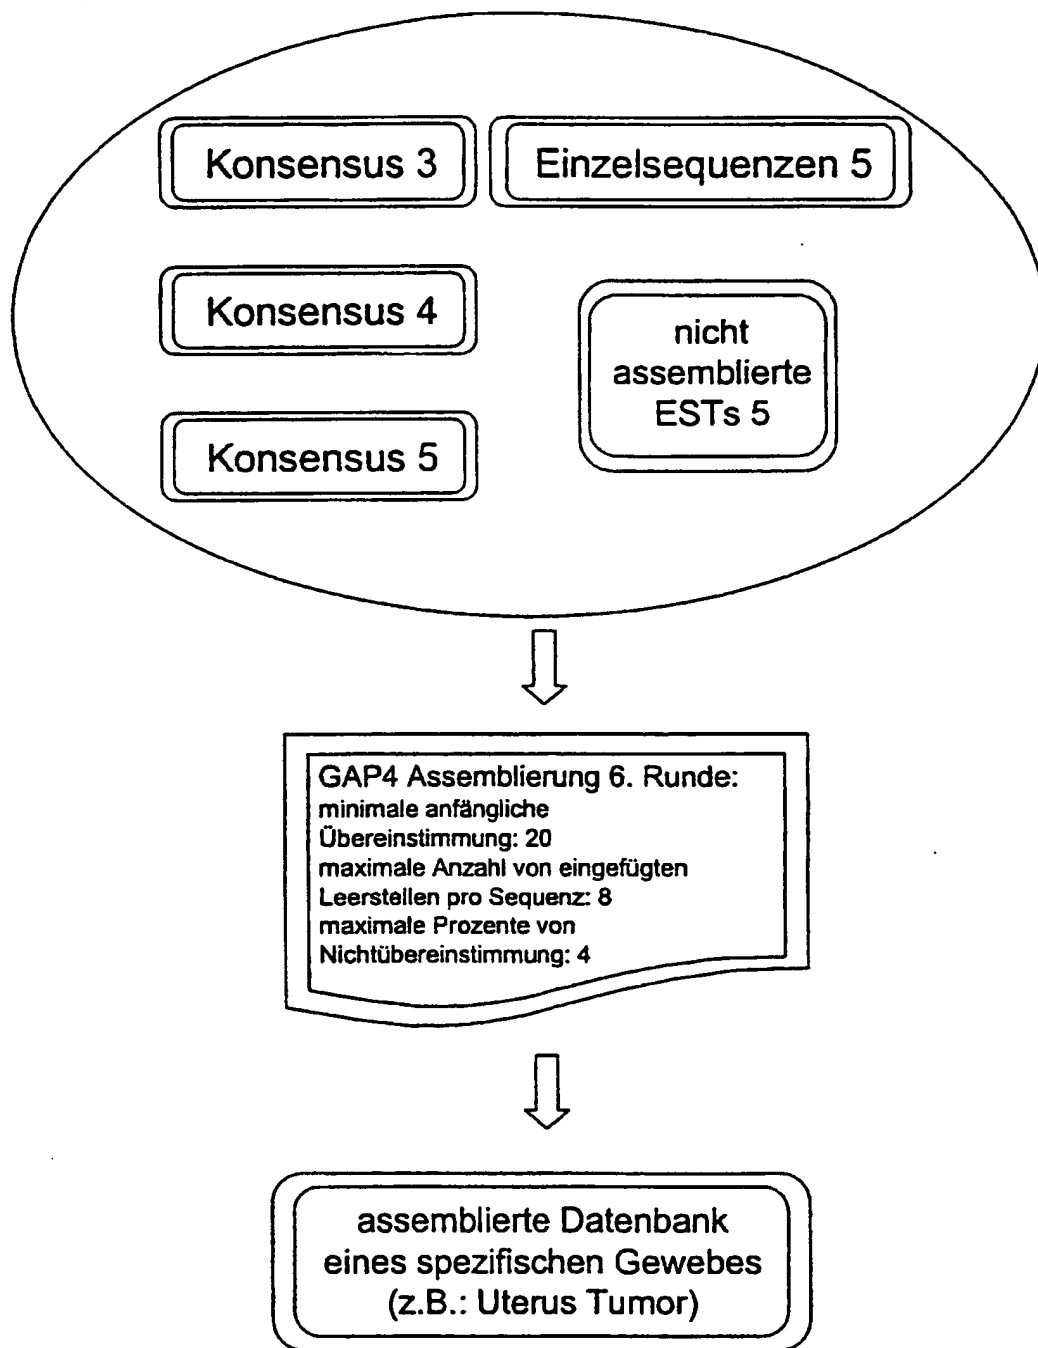 Konsensus 3
Einzelsequenzen 5
Konsensus 4
nicht
assemblierte
ESTs 5
Konsensus 5
GAP4 Assemblierung 6. Runde:
minimale anfängliche
Übereinstimmung: 20
maximale Anzahl von eingefügten
Leerstellen pro Sequenz: 8
maximale Prozente von
Nichtübereinstimmung: 4
assemblierte Datenbank
eines spezifischen Gewebes
(z.B.: Uterus Tumor)